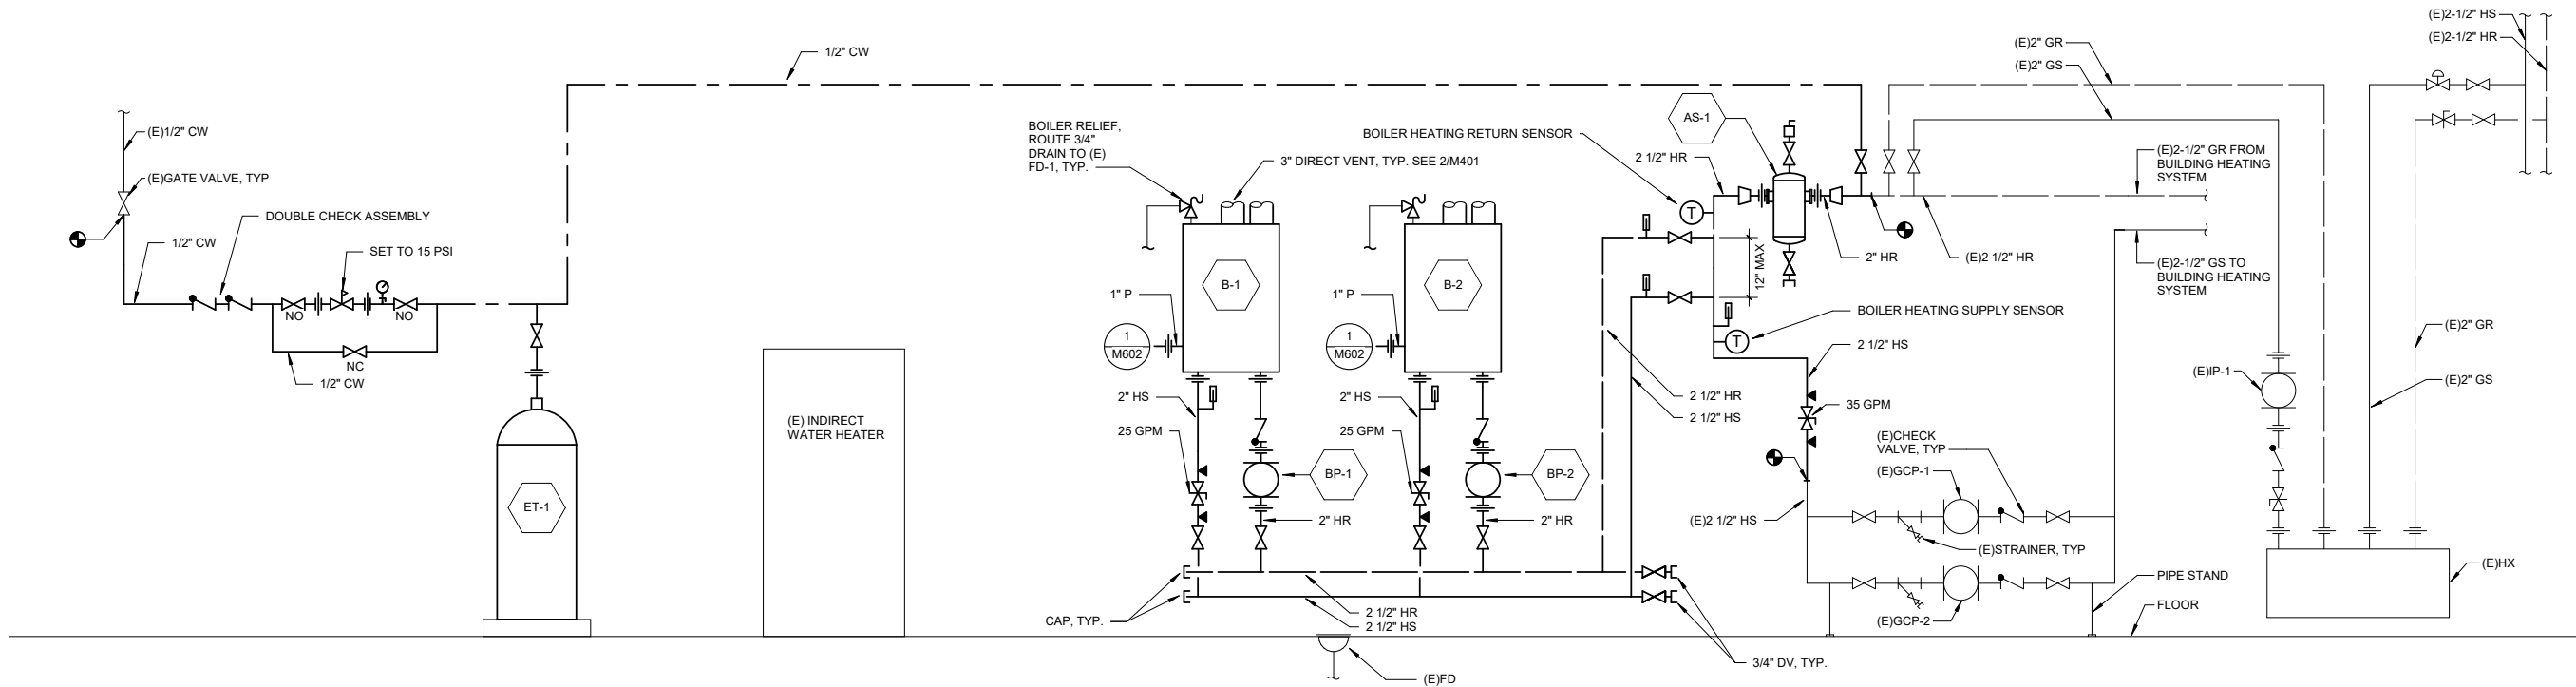 1/2" CW
(E)1/2" CW
(E)GATE VALVE, TYP
DOUBLE CHECK ASSEMBLY
1/2" CW
SET TO 15 PSI
NO
NO
NC
1/2" CW
ET-1
(E) INDIRECT
WATER HEATER
BOILER RELIEF,
ROUTE 3/4"
DRAIN TO (E)
FD-1, TYP.
3" DIRECT VENT, TYP. SEE 2/M401
B-1
B-2
1" P
1" P
1
M602
1
M602
2" HS
2" HS
25 GPM
25 GPM
BP-1
BP-2
2" HR
2" HR
CAP, TYP.
2 1/2" HR
2 1/2" HS
(E)FD
3/4" DV, TYP.
BOILER HEATING RETURN SENSOR
2 1/2" HR
AS-1
T
12" MAX
2" HR
(E)2 1/2" HR
BOILER HEATING SUPPLY SENSOR
T
2 1/2" HS
2 1/2" HR
2 1/2" HS
35 GPM
(E)CHECK
VALVE, TYP
(E)GCP-1
(E)2 1/2" HS
(E)STRAINER, TYP
(E)GCP-2
PIPE STAND
FLOOR
(E)2" GR
(E)2" GS
(E)2-1/2" GR FROM
BUILDING HEATING
SYSTEM
(E)2-1/2" GS TO
BUILDING HEATING
SYSTEM
(E)IP-1
(E)2-1/2" HS
(E)2-1/2" HR
(E)2" GR
(E)2" GS
(E)HX